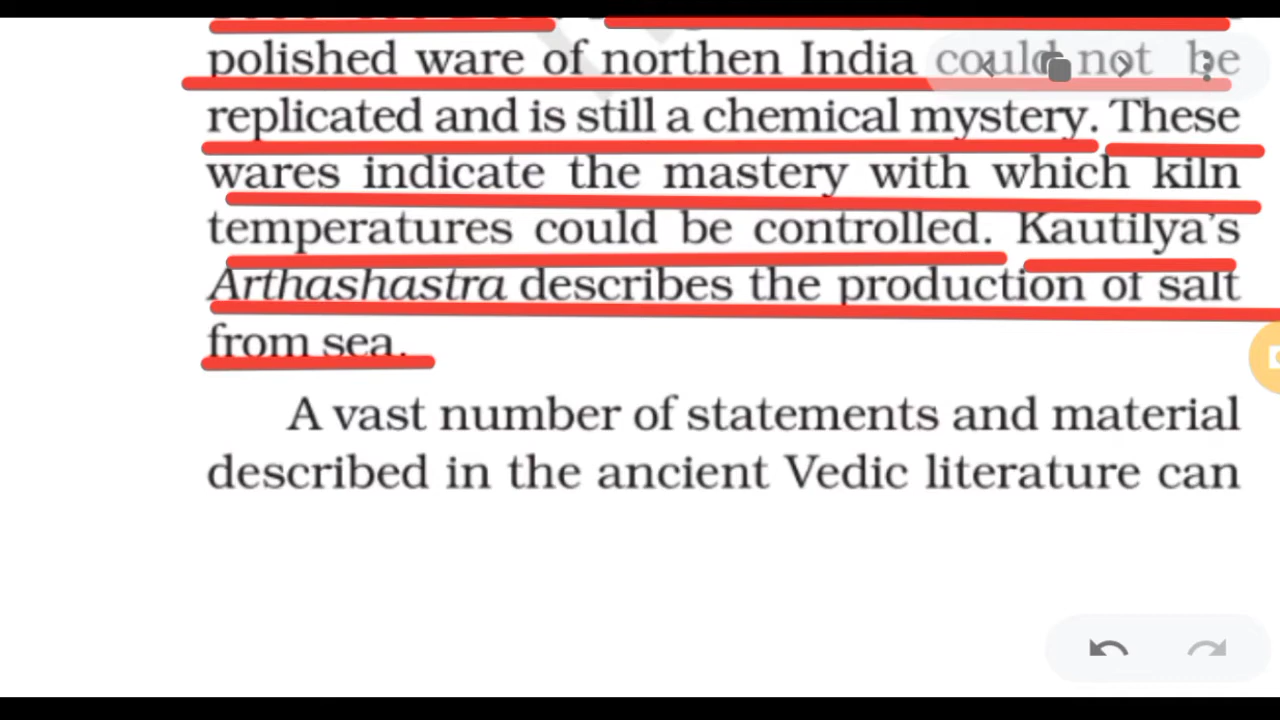 polished ware of northen India could not be
replicated and is still a chemical mystery. These
wares indicate the mastery with which kiln
temperatures could be controlled. Kautilya's
Arthashastra describes the production of salt
from sea.
A vast number of statements and material
described in the ancient Vedic literature can